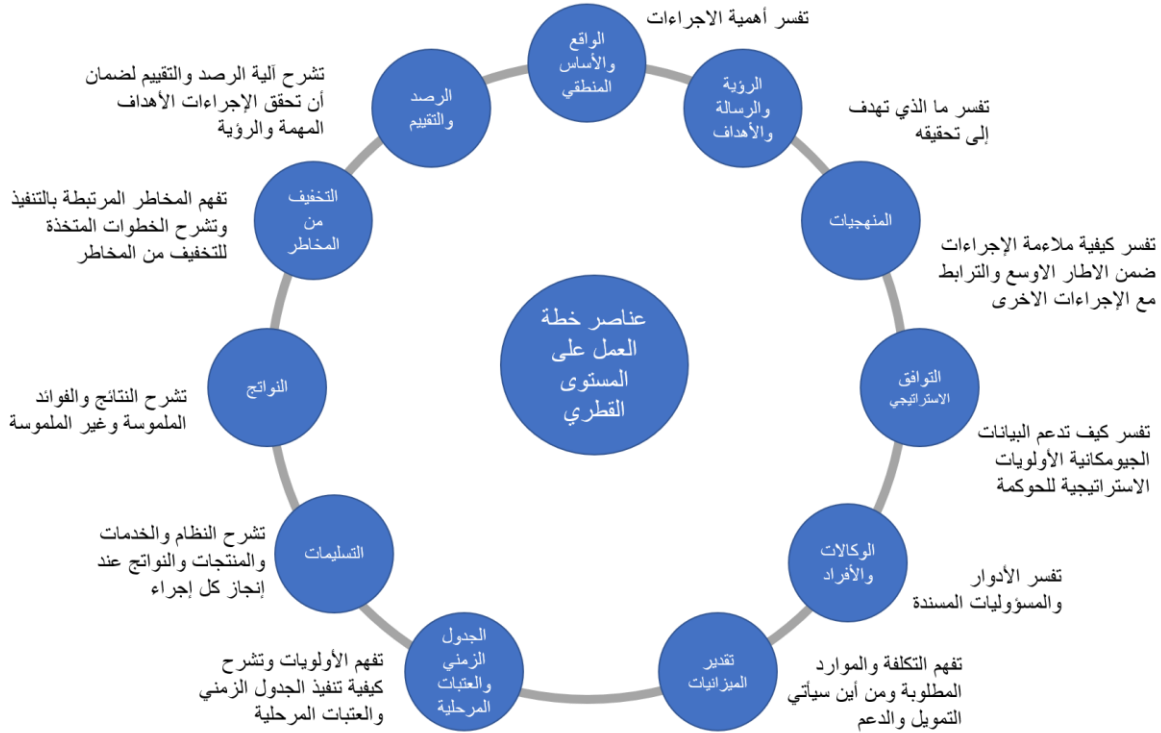 عناصر خطة
العمل على
المستوى
القطري
الواقع
والأساس
المنطقي
تفسر أهمية الاجراءات
الرؤية
والرسالة
والأهداف
تفسر ما الذي تهدف
إلى تحقيقه
المنهجيات
تفسر كيفية ملاءمة الإجراءات
ضمن الاطار الاوسع والترابط
مع الإجراءات الاخرى
التوافق
الاستراتيجي
تفسر كيف تدعم البيانات
الجيومكانية الأولويات
الاستراتيجية للحوكمة
الوكالات
والأفراد
تفسر الأدوار
والمسؤوليات المسندة
تقدير
الميزانيات
تفهم التكلفة والموارد
المطلوبة ومن أين سيأتي
التمويل والدعم
الجدول
الزمني
والعتبات
المرحلية
تفهم الأولويات وتشرح
كيفية تنفيذ الجدول الزمني
والعتبات المرحلية
التسليمات
تشرح النظام والخدمات
والمنتجات والنواتج عند
إنجاز كل إجراء
النواتج
تشرح النتائج والفوائد
الملموسة وغير الملموسة
التخفيف
من
المخاطر
تفهم المخاطر المرتبطة بالتنفيذ
وتشرح الخطوات المتخذة
للتخفيف من المخاطر
الرصد
والتقييم
تشرح آلية الرصد والتقييم لضمان
أن تحقق الإجراءات الأهداف
المهمة والرؤية